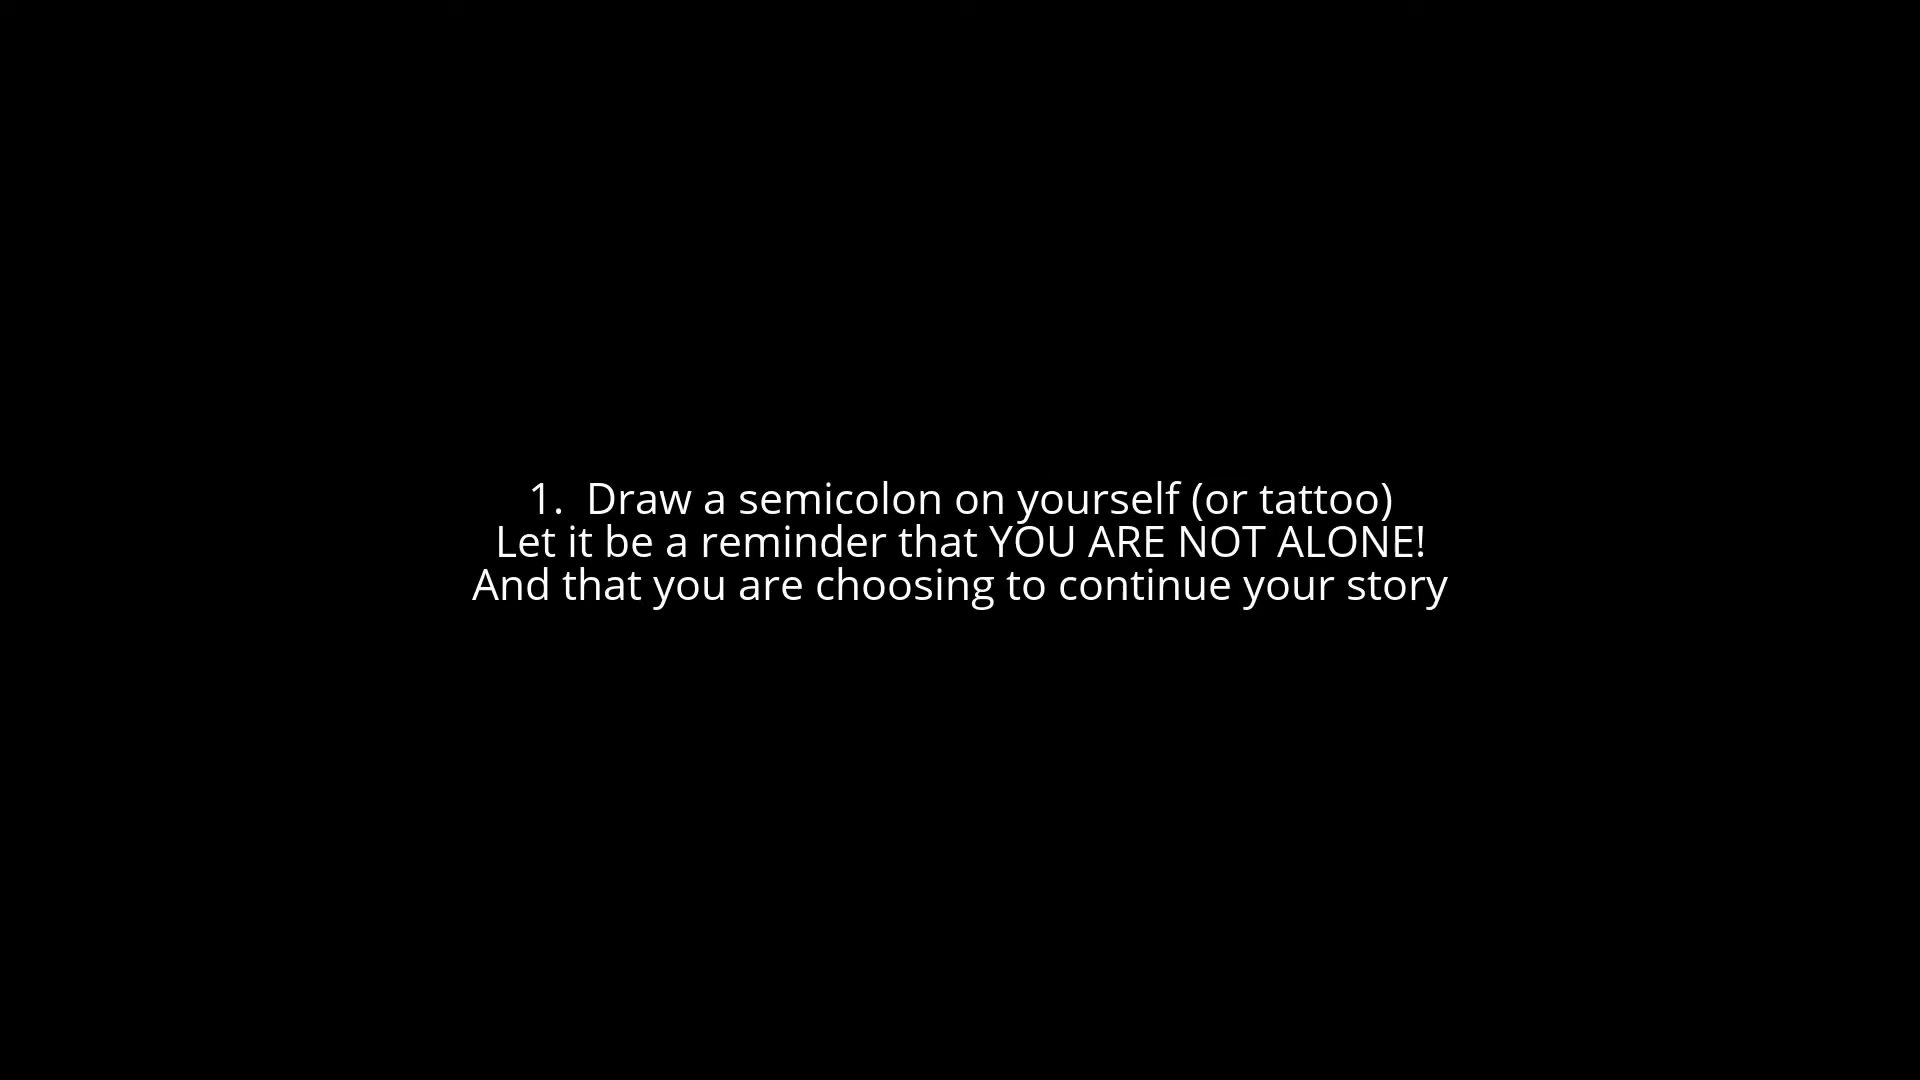 1.  Draw a semicolon on yourself (or tattoo)
Let it be a reminder that YOU ARE NOT ALONE!
And that you are choosing to continue your story